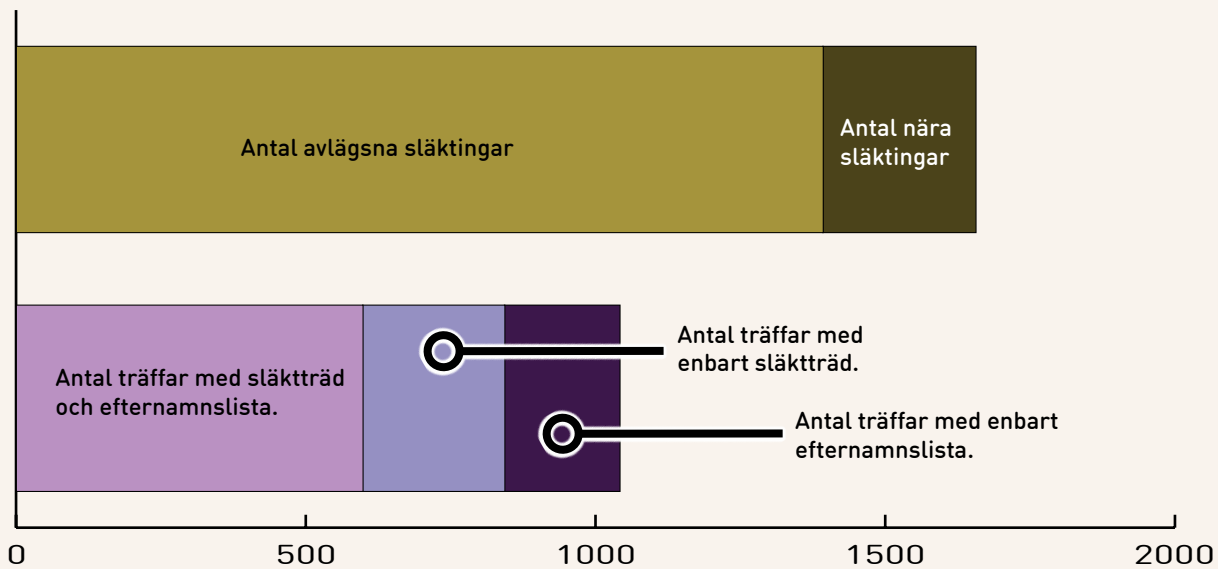 Antal avlägsna släktingar
Antal nära
släktingar
Antal träffar med släktträd
och efternamnslista.
Antal träffar med
enbart släktträd.
Antal träffar med enbart
efternamnslista.
0 500 1000 1500 2000